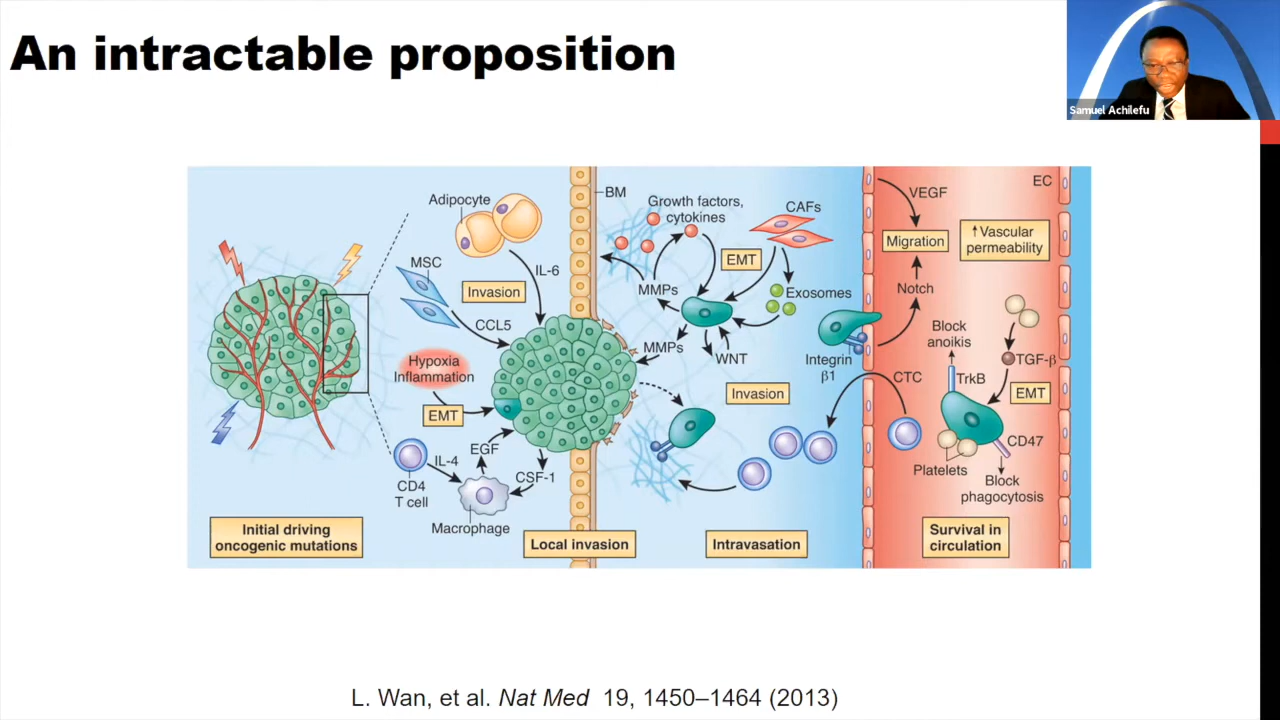 An intractable proposition
Samuel Achilefu
Adipocyte
MSC
IL-6
Invasion
CCL5
Hypoxia
Inflammation
EMT
EGF
IL-4
CSF-1
CD4
T cell
Macrophage
Initial driving
oncogenic mutations
Local invasion
BM
Growth factors,
cytokines
CAFs
EMT
MMPs
Exosomes
MMPs
WNT
Integrin
β1
Invasion
Intravasation
EC
VEGF
Migration
↑Vascular
permeability
Notch
Block
anoikis
TGF-β
CTC
TrkB
EMT
CD47
Platelets
Block
phagocytosis
Survival in
circulation
L. Wan, et al. Nat Med 19, 1450–1464 (2013)